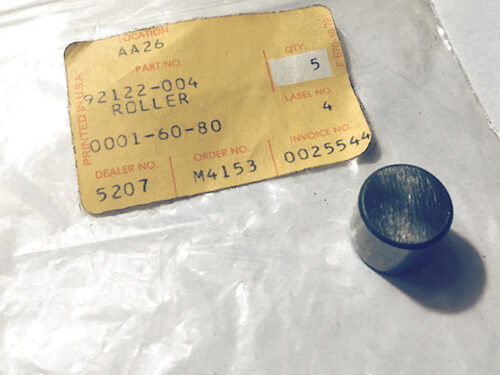 LOCATION
AA26
PART NO.
QTY.
5
92122-004
ROLLER
LABEL NO.
4
0001-60-80
DEALER NO.
ORDER NO.
INVOICE NO.
5207
M4153
0025544
PRINTED IN U.S.A.